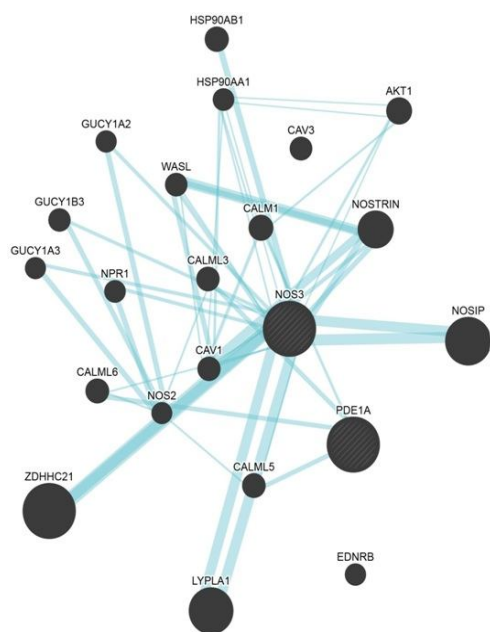 HSP90AB1
HSP90AA1
AKT1
GUCY1A2
CAV3
WASL
NOSTRIN
GUCY1B3
CALM1
GUCY1A3
NPR1
CALML3
NOS3
NOSIP
CAV1
CALML6
NOS2
PDE1A
ZDHHC21
CALML5
EDNRB
LYPLA1